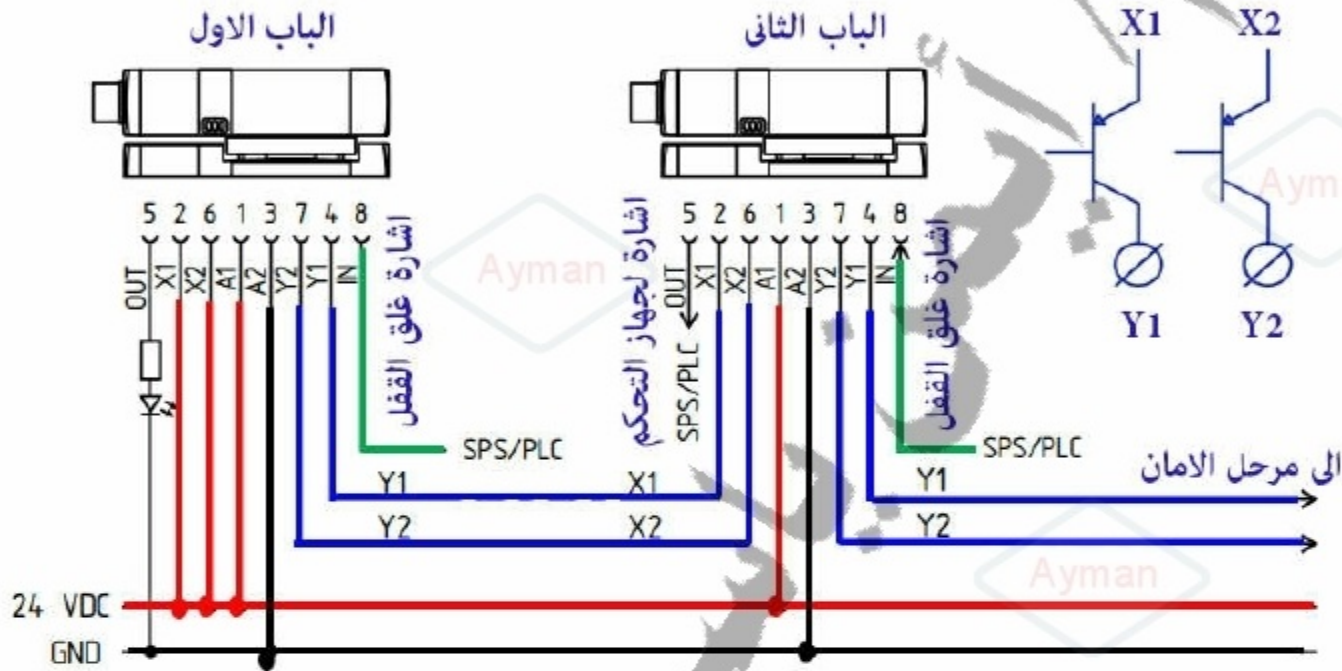 الباب الاول
الباب الثانى
X1 X2
Y1 Y2
5 2 6 1 3 7 4 8
OUT X1 X2 A1 A2 Y2 Y1 IN
اشارة غلق القفل
5 2 6 1 3 7 4 8
OUT X1 X2 A1 A2 Y2 Y1 IN
اشارة لجهاز التحكم
SPS/PLC
اشارة غلق القفل
SPS/PLC
SPS/PLC
الى مرحل الامان
Y1 X1 Y1
Y2 X2 Y2
24 VDC
GND
Ayman
Ayman